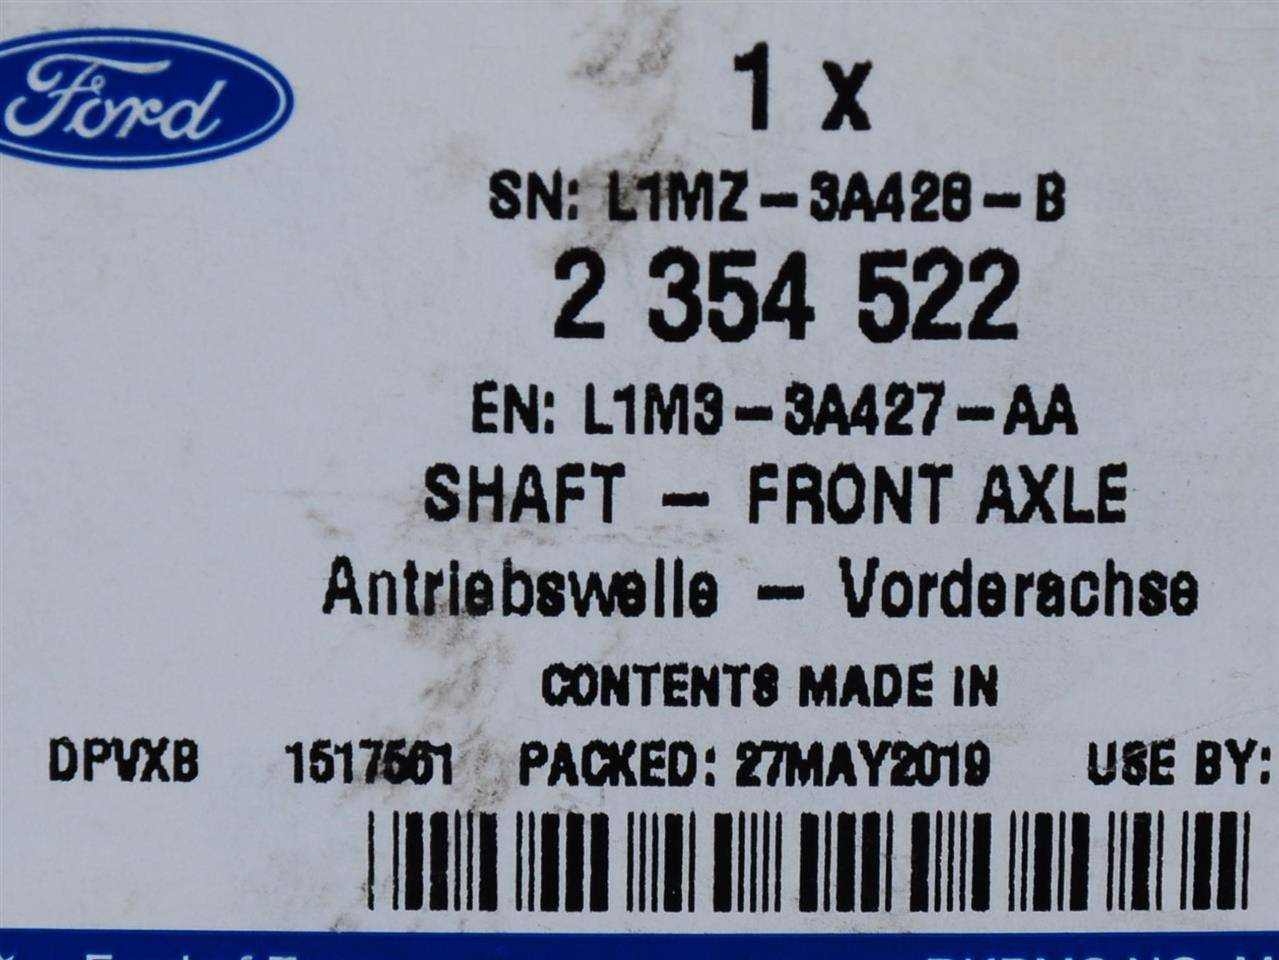 Ford
1 x
SN: L1MZ-3A428-B
2 354 522
EN: L1M3-3A427-AA
SHAFT - FRONT AXLE
Antriebswelle - Vorderachse
CONTENTS MADE IN
DPVXB 1517561 PACKED: 27MAY2019 USE BY: